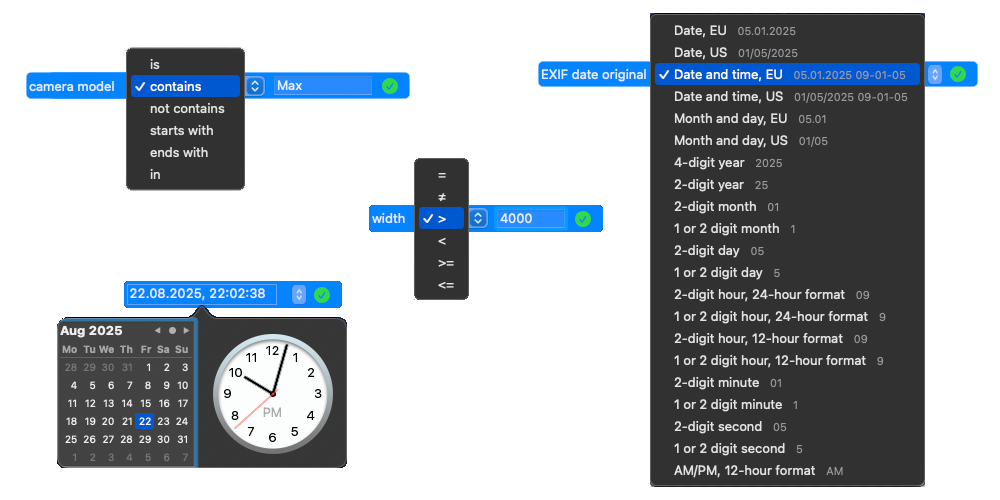 is
camera model ✓ contains Max
not contains
starts with
ends with
in
=
≠
width ✓ > 4000
<
>=
<=
22.08.2025, 22:02:38
Aug 2025
Mo Tu We Th Fr Sa Su
28 29 30 31 1 2 3
4 5 6 7 8 9 10
11 12 13 14 15 16 17
18 19 20 21 22 23 24
25 26 27 28 29 30 31
1 2 3 4 5 6 7
12
1
2
3
4
5
6
7
8
9
10
11
PM
Date, EU 05.01.2025
Date, US 01/05/2025
EXIF date original ✓ Date and time, EU 05.01.2025 09-01-05
Date and time, US 01/05/2025 09-01-05
Month and day, EU 05.01
Month and day, US 01/05
4-digit year 2025
2-digit year 25
2-digit month 01
1 or 2 digit month 1
2-digit day 05
1 or 2 digit day 5
2-digit hour, 24-hour format 09
1 or 2 digit hour, 24-hour format 9
2-digit hour, 12-hour format 09
1 or 2 digit hour, 12-hour format 9
2-digit minute 01
1 or 2 digit minute 1
2-digit second 05
1 or 2 digit second 5
AM/PM, 12-hour format AM